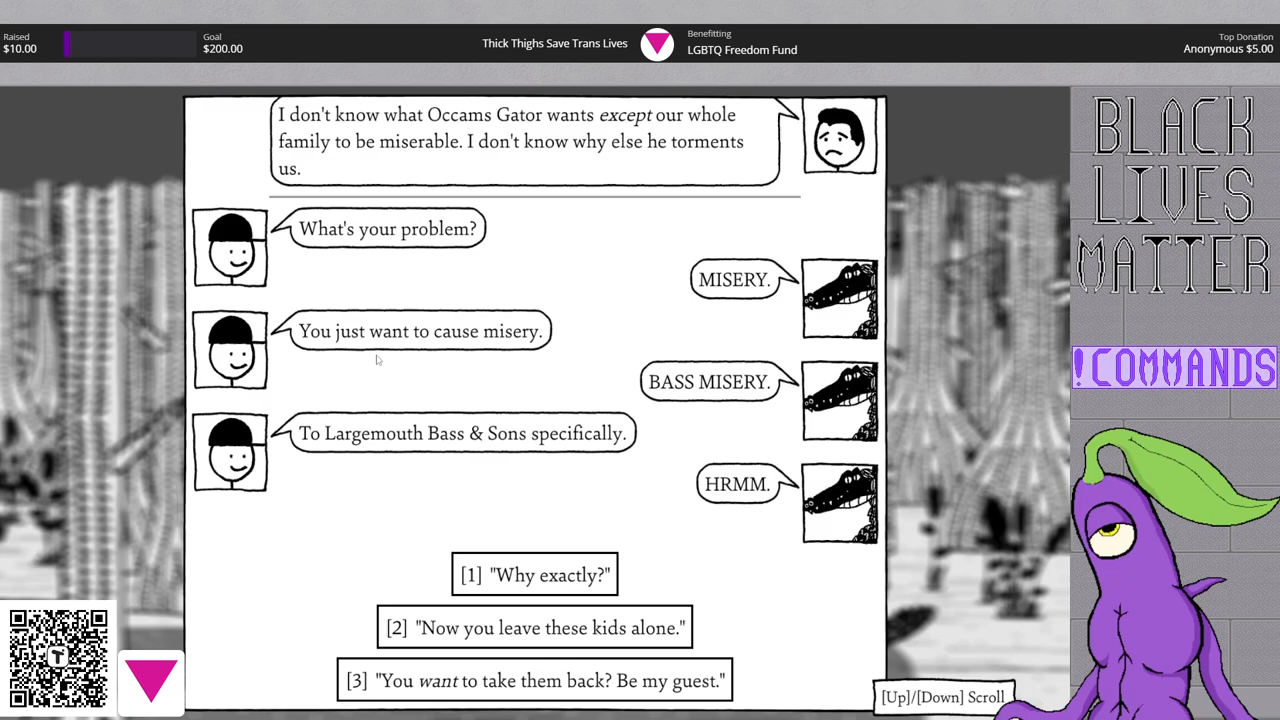 Raised
$10.00
Goal
$200.00
Thick Thighs Save Trans Lives
Benefitting
LGBTQ Freedom Fund
Top Donation
Anonymous $5.00
I don't know what Occams Gator wants except our whole
family to be miserable. I don't know why else he torments
us.
What's your problem?
MISERY.
You just want to cause misery.
BASS MISERY.
To Largemouth Bass & Sons specifically.
HRMM.
[1] "Why exactly?"
[2] "Now you leave these kids alone."
[3] "You want to take them back? Be my guest."
[Up]/[Down] Scroll
BLACK
LIVES
MATTER
!COMMANDS
T